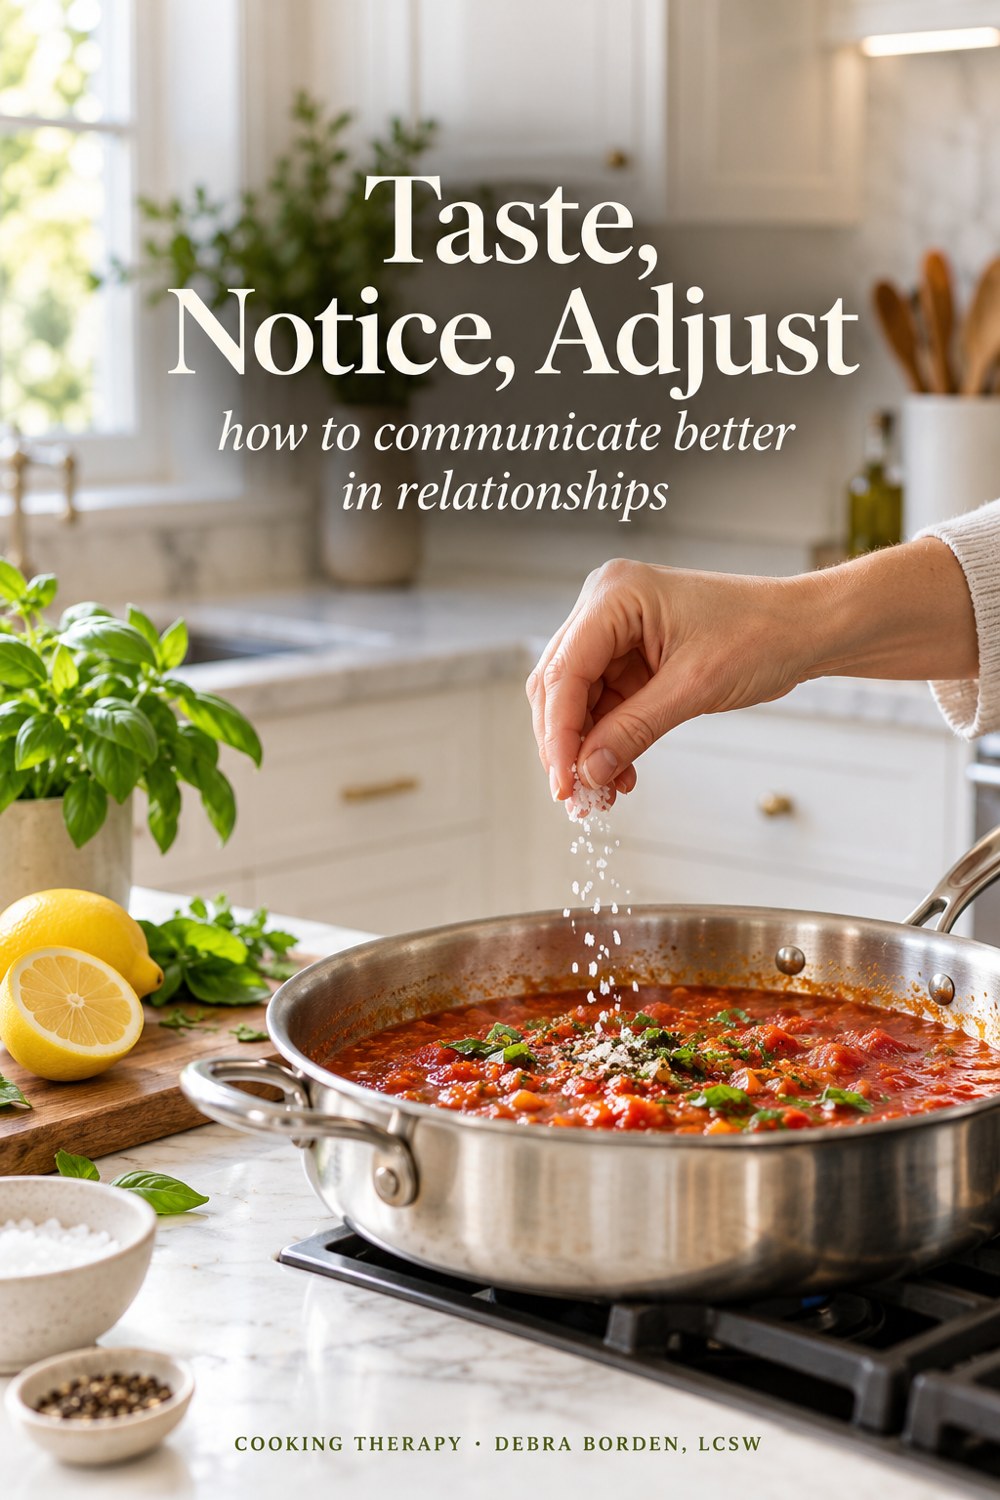 Taste,
Notice, Adjust
how to communicate better
in relationships
COOKING THERAPY · DEBRA BORDEN, LCSW